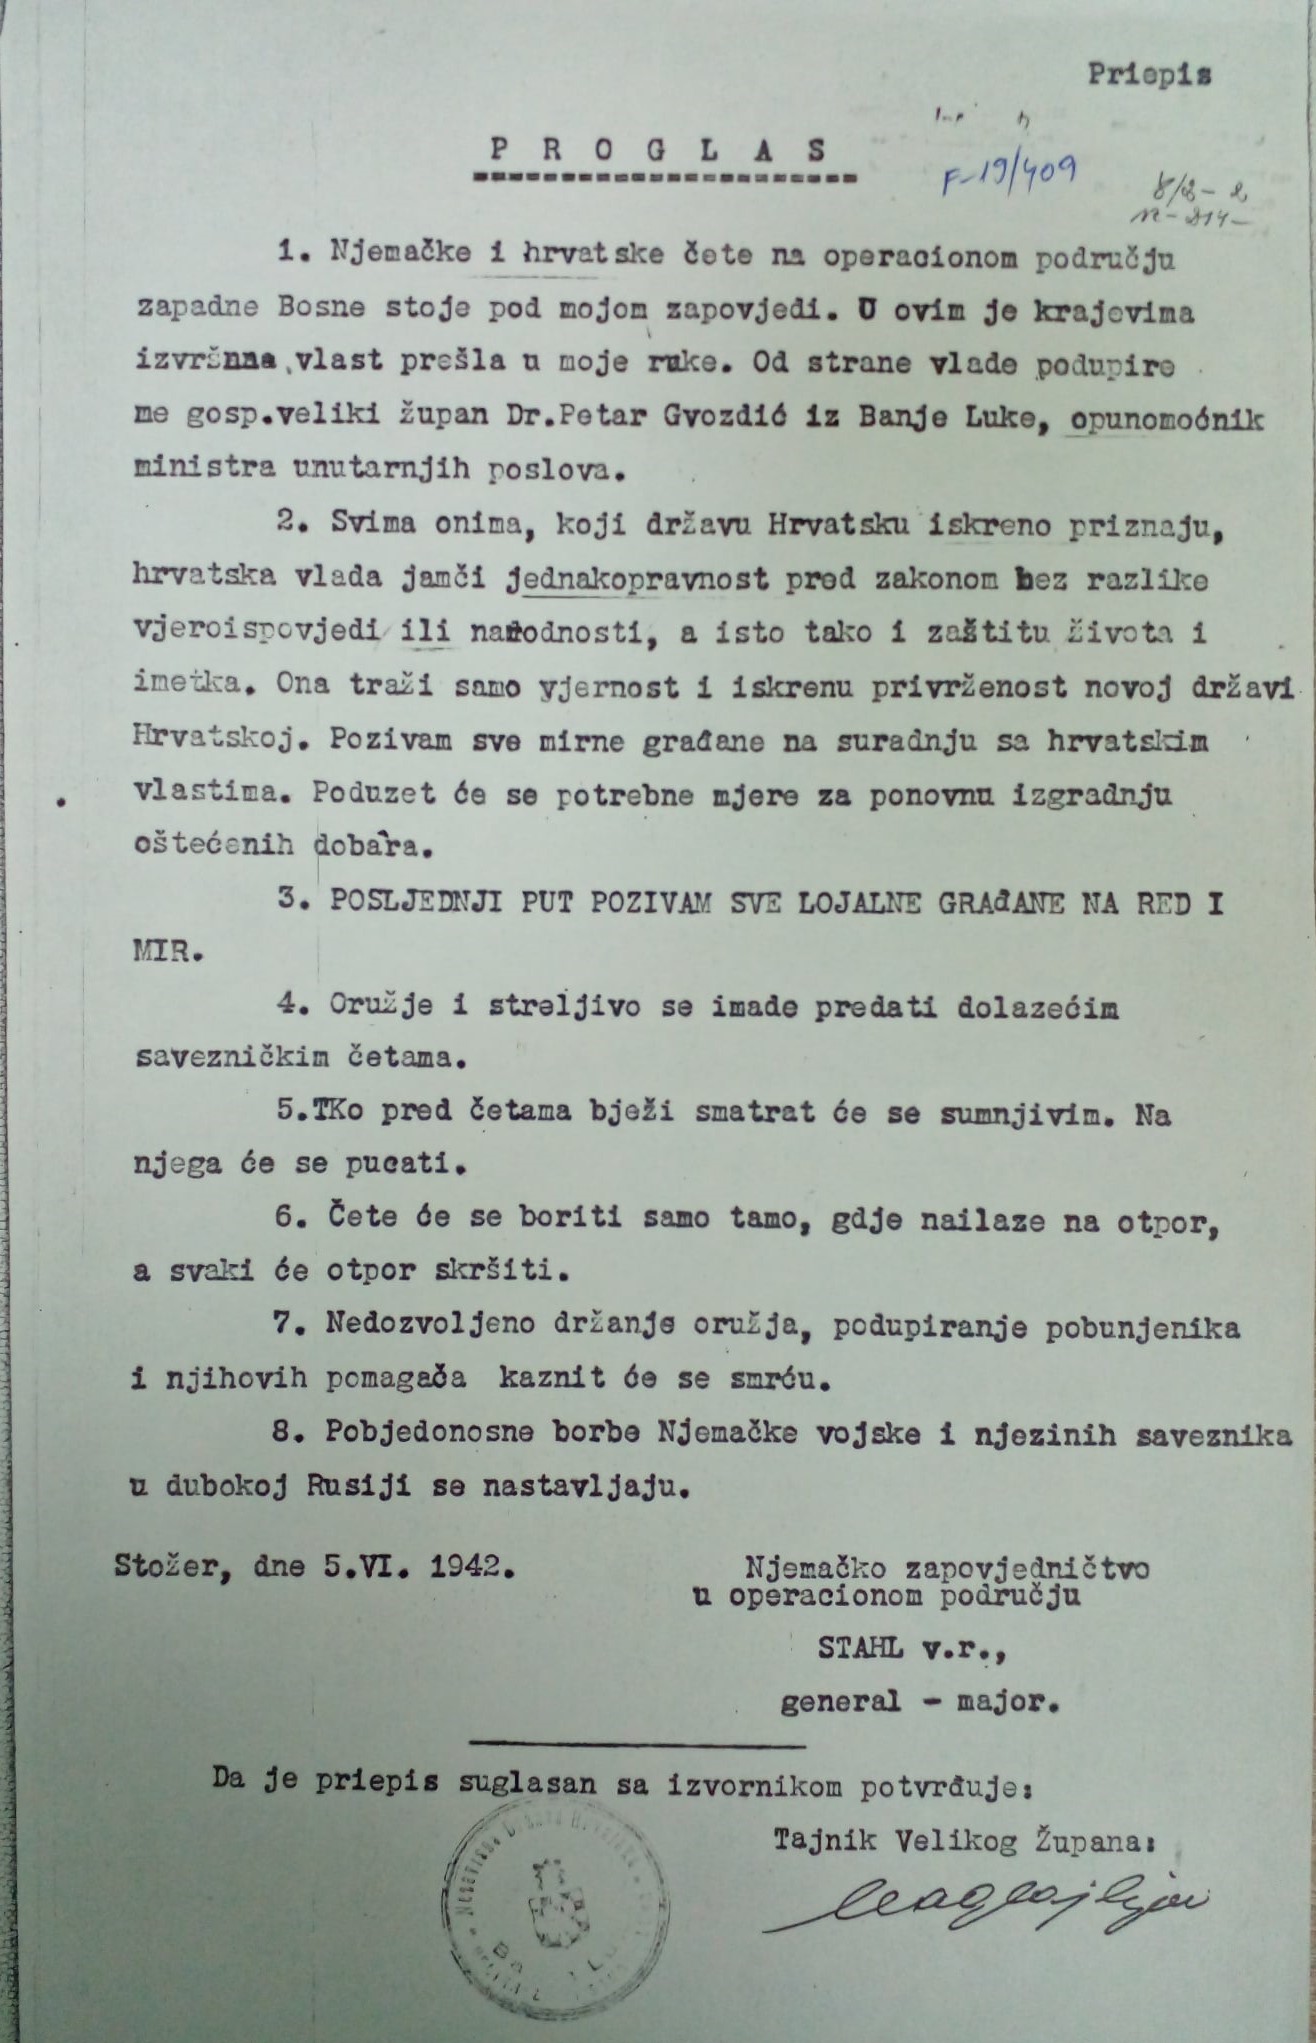 Priepis
P R O G L A S
F-19/409
8/2-2
1. Njemačke i hrvatske čete na operacionom području
zapadne Bosne stoje pod mojom zapovjedi. U ovim je krajevima
izvršnna vlast prešla u moje ruke. Od strane vlade podupire
me gosp.veliki župan Dr.Petar Gvozdić iz Banje Luke, opunomoćnik
ministra unutarnjih poslova.
2. Svima onima, koji državu Hrvatsku iskreno priznaju,
hrvatska vlada jamči jednakopravnost pred zakonom bez razlike
vjeroispovjedi ili narodnosti, a isto tako i zaštitu života i
imetka. Ona traži samo vjernost i iskrenu privrženost novoj državi
Hrvatskoj. Pozivam sve mirne građane na suradnju sa hrvatskim
vlastima. Poduzet će se potrebne mjere za ponovnu izgradnju
oštećenih dobara.
3. POSLJEDNJI PUT POZIVAM SVE LOJALNE GRAđANE NA RED I
MIR.
4. Oružje i streljivo se imade predati dolazećim
savezničkim četama.
5.TKo pred četama bježi smatrat će se sumnjivim. Na
njega će se pucati.
6. Čete će se boriti samo tamo, gdje nailaze na otpor,
a svaki će otpor skršiti.
7. Nedozvoljeno držanje oružja, podupiranje pobunjenika
i njihovih pomagača kaznit će se smrću.
8. Pobjedonosne borbe Njemačke vojske i njezinih saveznika
u dubokoj Rusiji se nastavljaju.
Stožer, dne 5.VI. 1942.
Njemačko zapovjedničtvo
u operacionom području
STAHL v.r.,
general - major.
Da je priepis suglasan sa izvornikom potvrđuje:
Tajnik Velikog Župana: